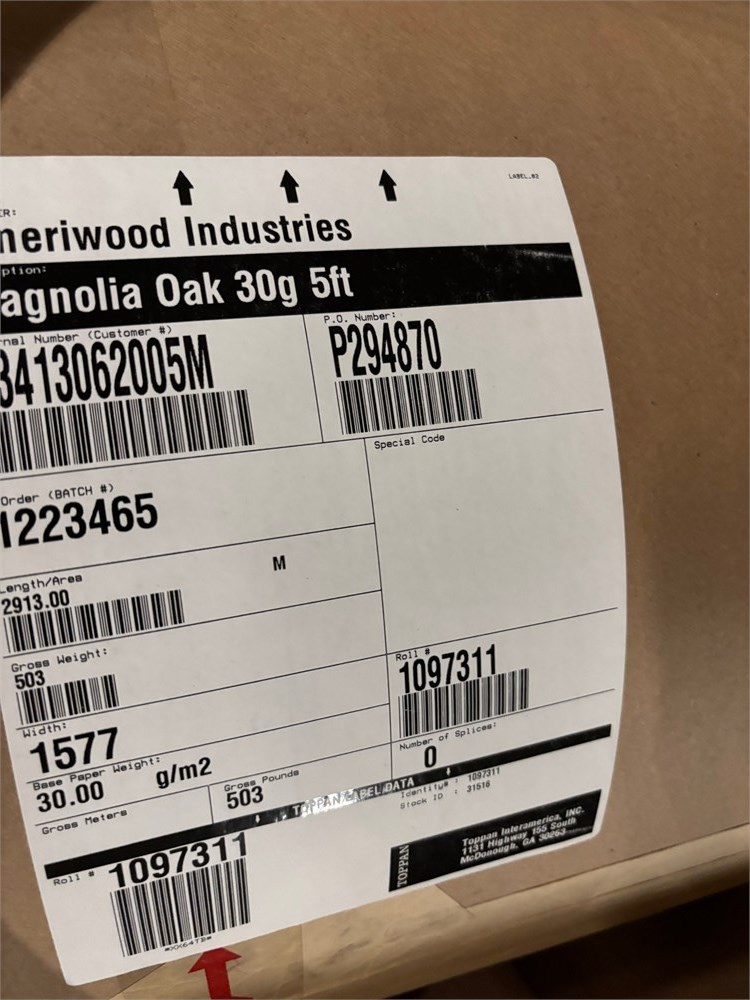 LABEL_02
ER:
meriwood Industries
ption:
agnolia Oak 30g 5ft
nal Number (Customer #)
3413062005M
P.O. Number:
P294870
Order (BATCH #)
1223465
Special Code
Length/Area
2913.00
M
Gross Weight:
503
Roll #
1097311
Width:
1577
Base Paper Weight:
30.00
g/m2
Number of Splices:
0
Gross Meters
Gross Pounds
503
TOPPAN LABEL DATA
Identity# : 1097311
Stock ID : 31516
Roll #
1097311
TOPPAN
Toppan Interamerica, INC.
1131 Highway 155 South
McDonough, GA 30253